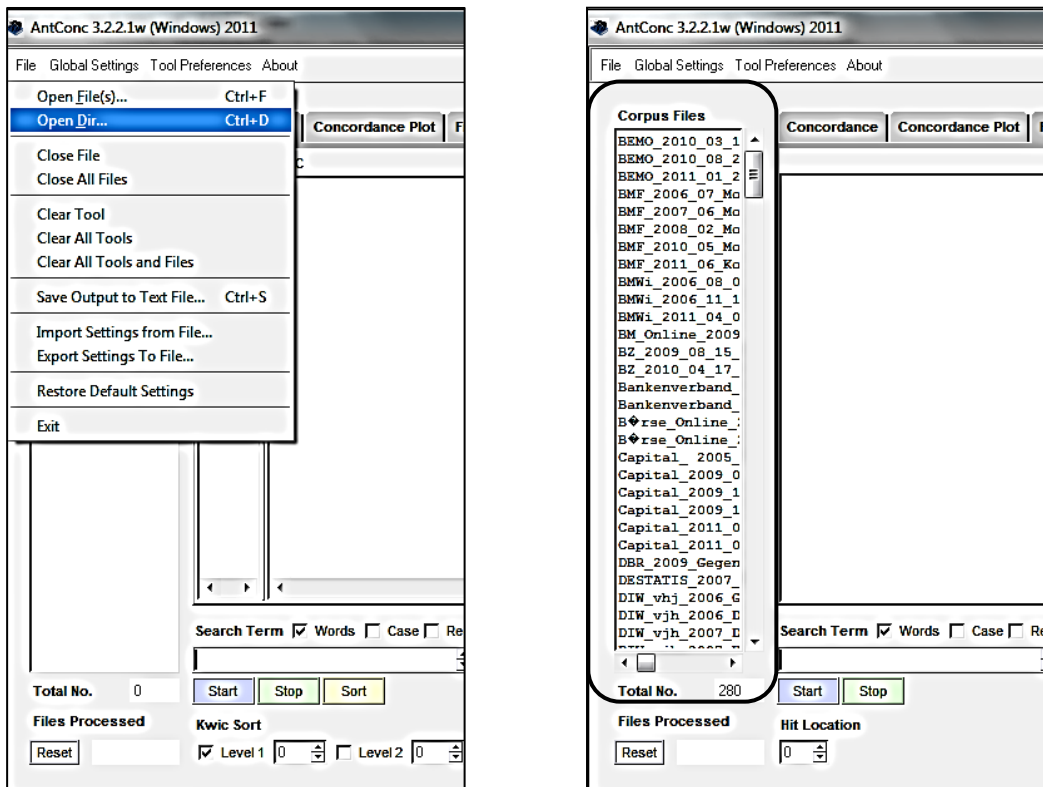 AntConc 3.2.2.1w (Windows) 2011
File Global Settings Tool Preferences About
Open File(s)... Ctrl+F
Open Dir... Ctrl+D
Close File
Close All Files
Clear Tool
Clear All Tools
Clear All Tools and Files
Save Output to Text File... Ctrl+S
Import Settings from File...
Export Settings To File...
Restore Default Settings
Exit
Concordance Plot F
C
Search Term Words Case Re
Total No. 0 Start Stop Sort
Files Processed
Kwic Sort
Reset Level 1 0 Level 2 0
AntConc 3.2.2.1w (Windows) 2011
File Global Settings Tool Preferences About
Corpus Files
Concordance Concordance Plot
BEMO_2010_03_1
BEMO_2010_08_2
BEMO_2011_01_2
BMF_2006_07_Mo
BMF_2007_06_Mo
BMF_2008_02_Mo
BMF_2010_05_Mo
BMF_2011_06_Ko
BMWi_2006_08_0
BMWi_2006_11_1
BMWi_2011_04_0
BM_Online_2009
BZ_2009_08_15_
BZ_2010_04_17_
Bankenverband_
Bankenverband_
B�rse_Online_
B�rse_Online_
Capital_ 2005_
Capital_2009_0
Capital_2009_1
Capital_2009_1
Capital_2011_0
Capital_2011_0
DBR_2009_Gegen
DESTATIS_2007_
DIW_vhj_2006_G
DIW_vjh_2006_D
DIW_vjh_2007_D
Search Term Words Case Re
Total No. 280 Start Stop
Files Processed
Hit Location
Reset 0